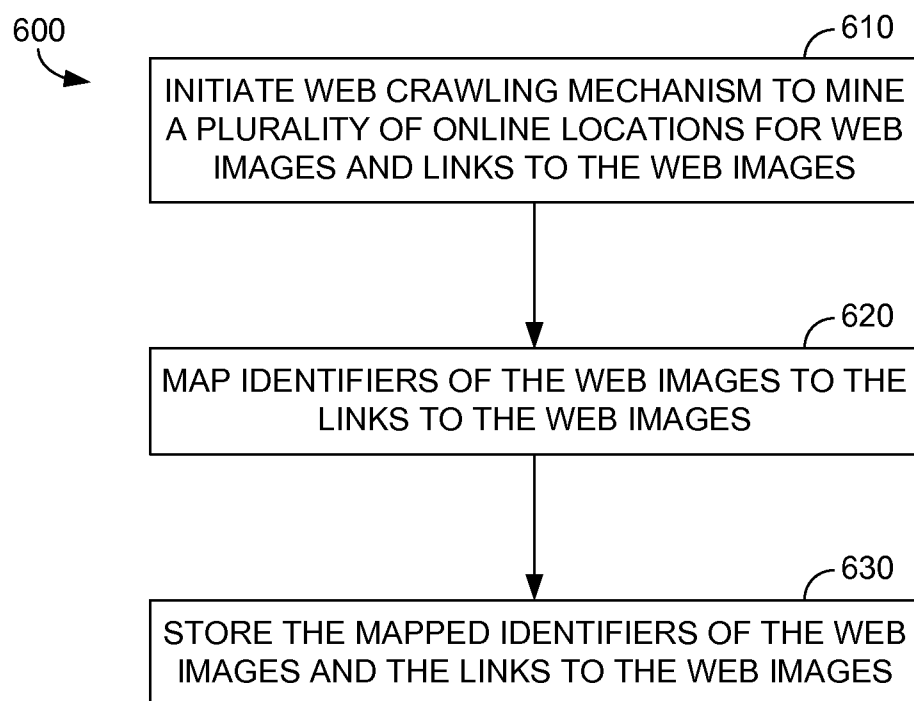 600
610
INITIATE WEB CRAWLING MECHANISM TO MINE
A PLURALITY OF ONLINE LOCATIONS FOR WEB
IMAGES AND LINKS TO THE WEB IMAGES
620
MAP IDENTIFIERS OF THE WEB IMAGES TO THE
LINKS TO THE WEB IMAGES
630
STORE THE MAPPED IDENTIFIERS OF THE WEB
IMAGES AND THE LINKS TO THE WEB IMAGES